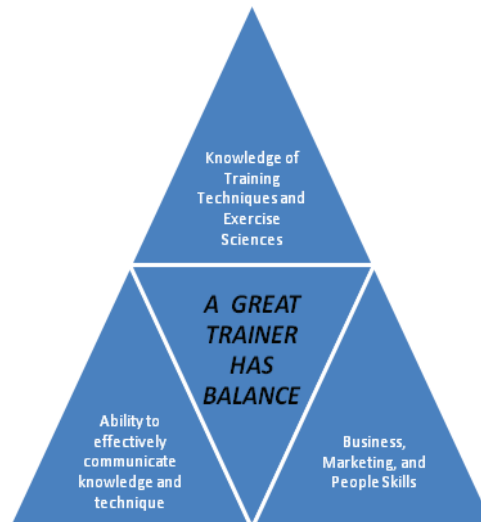 Knowledge of
Training
Techniques and
Exercise
Sciences
A GREAT
TRAINER
HAS
BALANCE
Ability to
effectively
communicate
knowledge and
technique
Business,
Marketing, and
People Skills